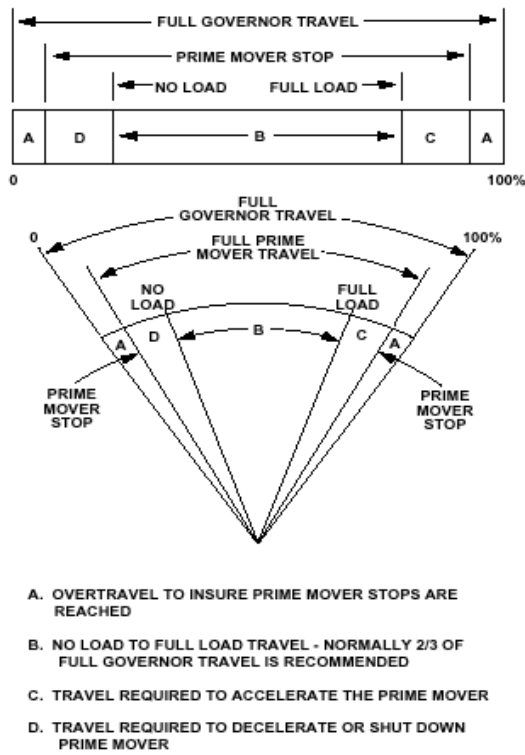 FULL GOVERNOR TRAVEL
PRIME MOVER STOP
NO LOAD FULL LOAD
A D B C A
0 100%
FULL
GOVERNOR TRAVEL
0 100%
FULL PRIME
MOVER TRAVEL
NO
LOAD
FULL
LOAD
A D B C A
PRIME
MOVER
STOP
PRIME
MOVER
STOP
A. OVERTRAVEL TO INSURE PRIME MOVER STOPS ARE
REACHED
B. NO LOAD TO FULL LOAD TRAVEL - NORMALLY 2/3 OF
FULL GOVERNOR TRAVEL IS RECOMMENDED
C. TRAVEL REQUIRED TO ACCELERATE THE PRIME MOVER
D. TRAVEL REQUIRED TO DECELERATE OR SHUT DOWN
PRIME MOVER